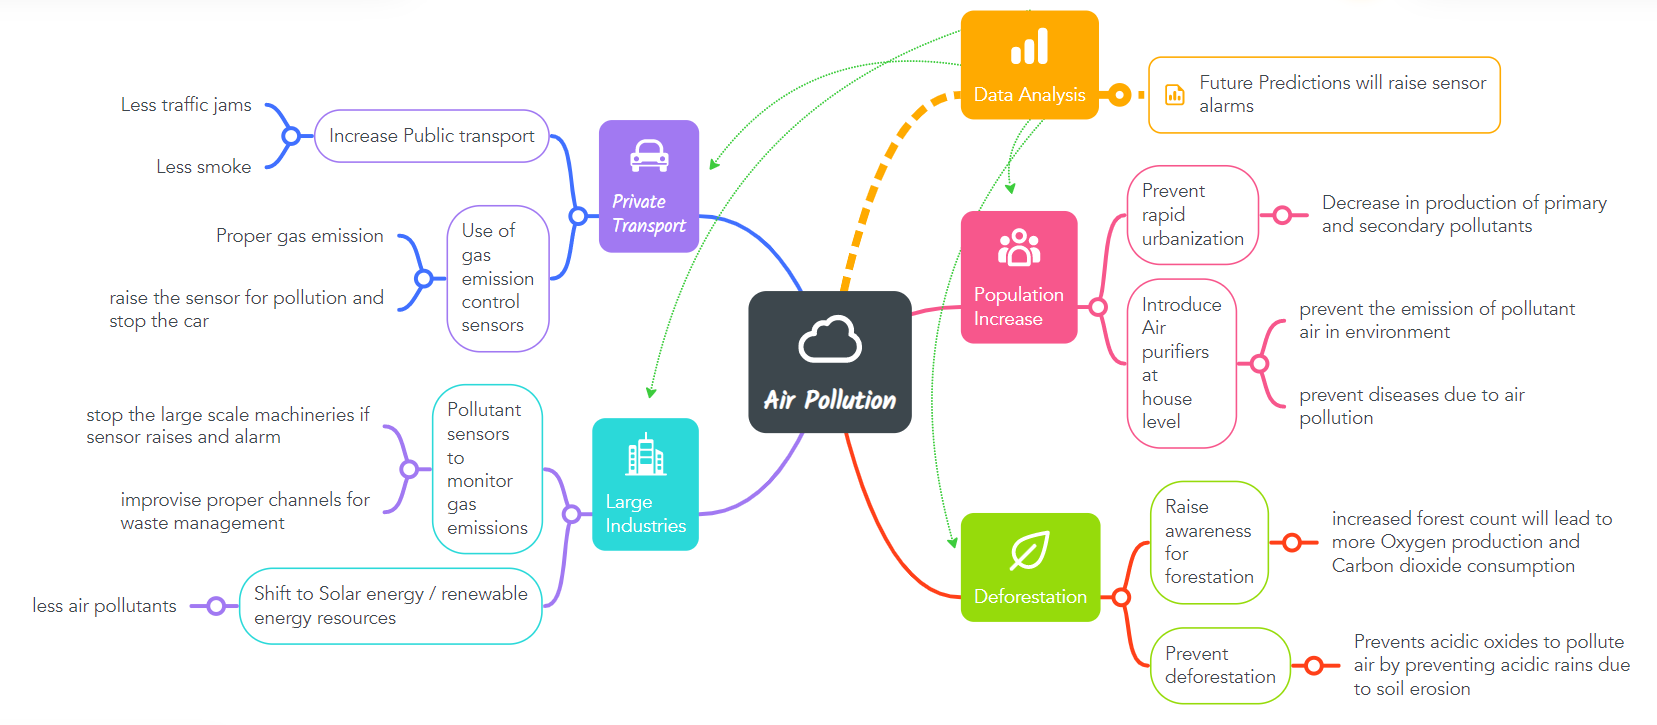 Data Analysis
Future Predictions will raise sensor
alarms
Less traffic jams
Less smoke
Increase Public transport
Private
Transport
Proper gas emission
raise the sensor for pollution and
stop the car
Use of
gas
emission
control
sensors
Population
Increase
Prevent
rapid
urbanization
Decrease in production of primary
and secondary pollutants
Introduce
Air
purifiers
at
house
level
prevent the emission of pollutant
air in environment
prevent diseases due to air
pollution
Air Pollution
stop the large scale machineries if
sensor raises and alarm
improvise proper channels for
waste management
Pollutant
sensors
to
monitor
gas
emissions
Large
Industries
less air pollutants
Shift to Solar energy / renewable
energy resources
Deforestation
Raise
awareness
for
forestation
increased forest count will lead to
more Oxygen production and
Carbon dioxide consumption
Prevent
deforestation
Prevents acidic oxides to pollute
air by preventing acidic rains due
to soil erosion